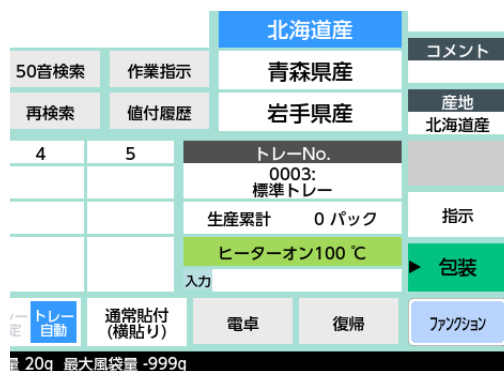 北海道産
コメント
50音検索
作業指示
青森県産
再検索
値付履歴
岩手県産
産地
北海道産
4
5
トレーNo.
0003:
標準トレー
生産累計 0 パック
指示
ヒーターオン100 ℃
入力
包装
トレー
自動
通常貼付
(横貼り)
電卓
復帰
ファンクション
量 20g 最大風袋量 -999g